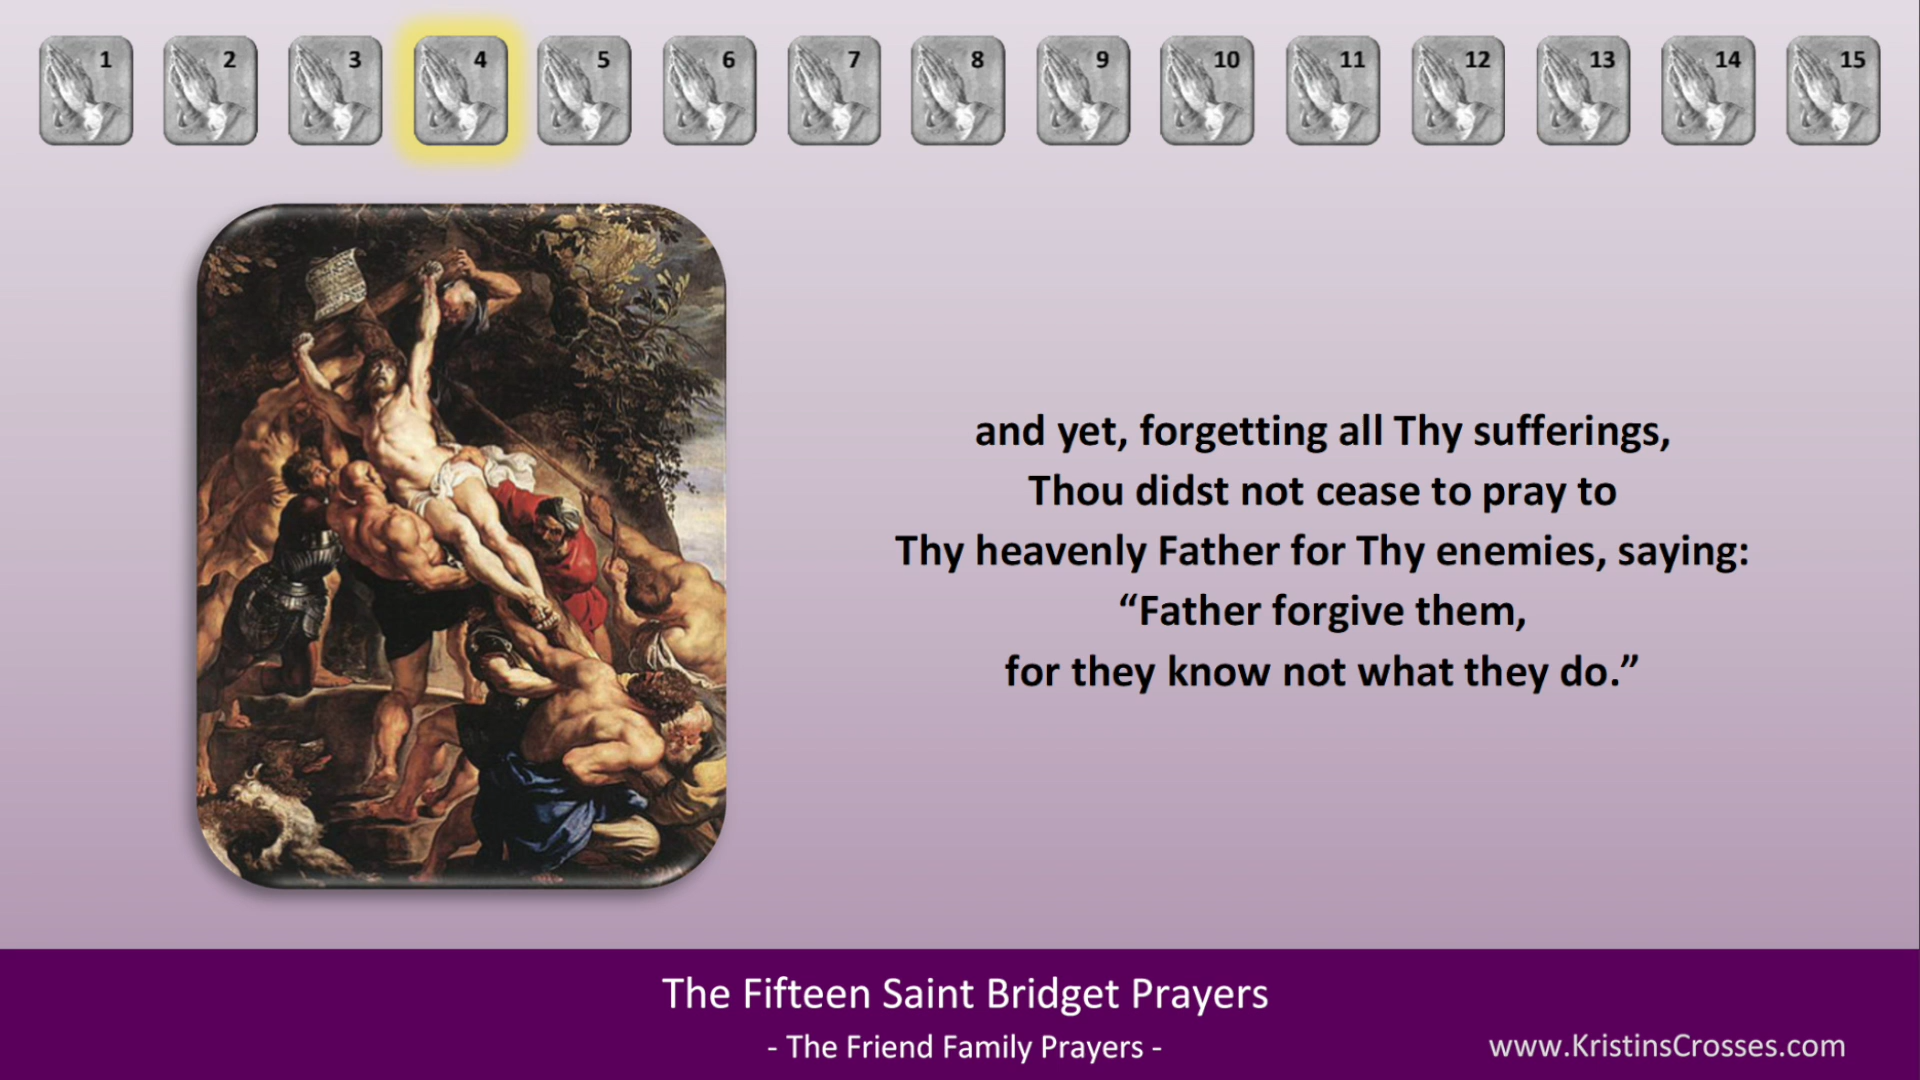 1 2 3 4 5 6 7 8 9 10 11 12 13 14 15
and yet, forgetting all Thy sufferings,
Thou didst not cease to pray to
Thy heavenly Father for Thy enemies, saying:
“Father forgive them,
for they know not what they do.”
The Fifteen Saint Bridget Prayers
- The Friend Family Prayers -
www.KristinsCrosses.com